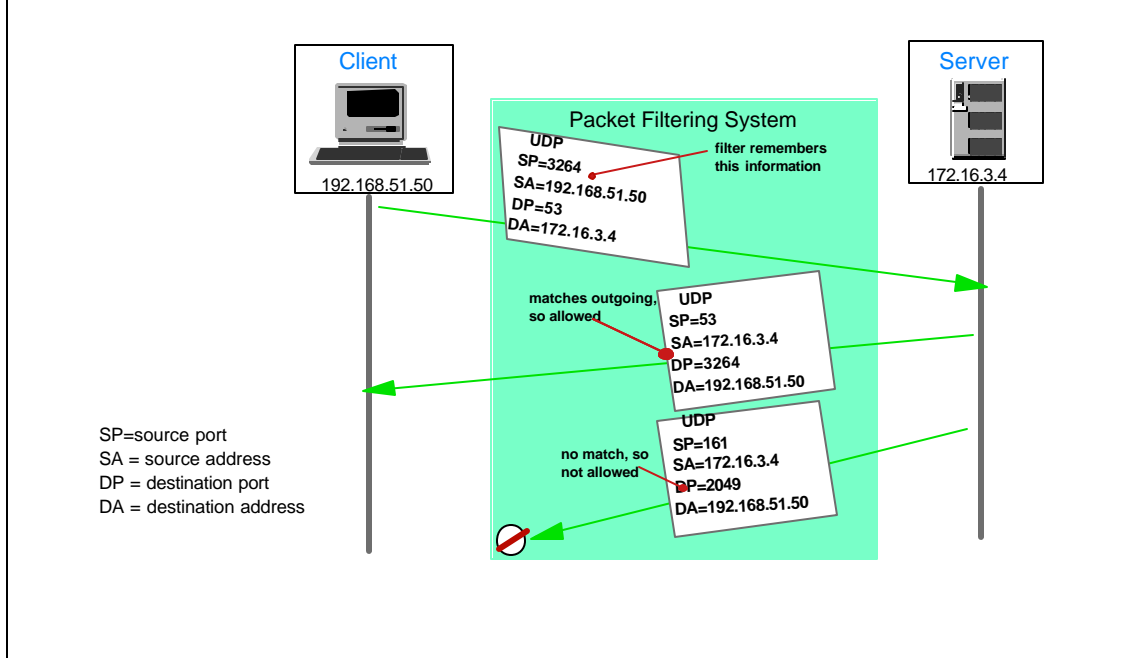 Client
192.168.51.50
Server
172.16.3.4
Packet Filtering System
UDP
SP=3264
SA=192.168.51.50
DP=53
DA=172.16.3.4
filter remembers
this information
matches outgoing,
so allowed
UDP
SP=53
SA=172.16.3.4
DP=3264
DA=192.168.51.50
no match, so
not allowed
UDP
SP=161
SA=172.16.3.4
DP=2049
DA=192.168.51.50
SP=source port
SA = source address
DP = destination port
DA = destination address